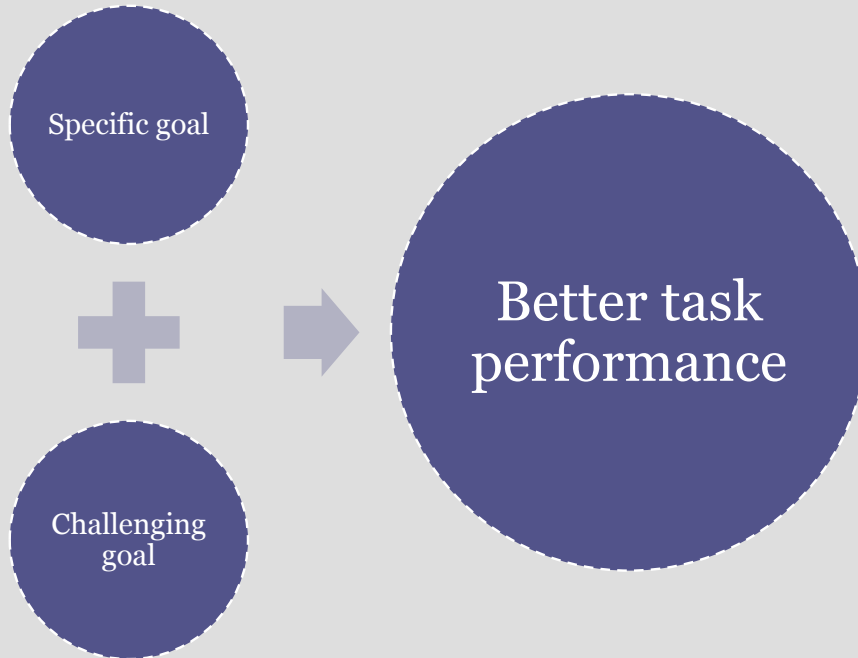 Specific goal
Challenging
goal
Better task
performance